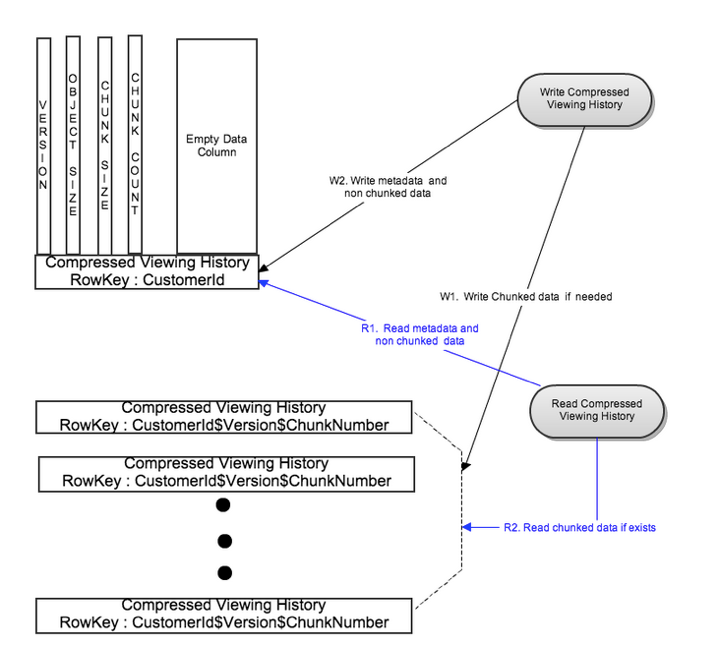 VERSION
OBJECT SIZE
CHUNK SIZE
CHUNK COUNT
Empty Data
Column
Compressed Viewing History
RowKey : CustomerId
Write Compressed
Viewing History
W2. Write metadata and
non chunked data
W1. Write Chunked data if needed
R1. Read metadata and
non chunked data
Read Compressed
Viewing History
Compressed Viewing History
RowKey : CustomerId$Version$ChunkNumber
Compressed Viewing History
RowKey : CustomerId$Version$ChunkNumber
R2. Read chunked data if exists
Compressed Viewing History
RowKey : CustomerId$Version$ChunkNumber